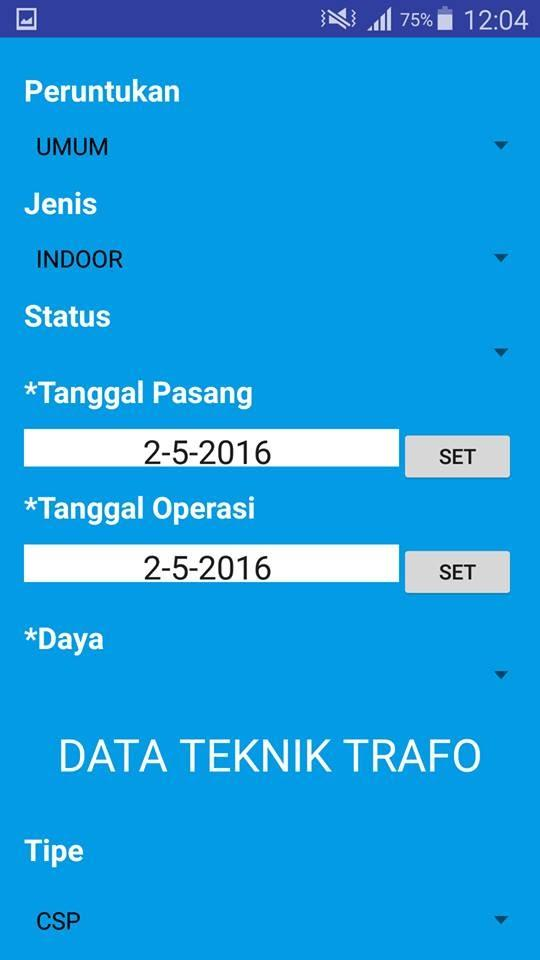 75% 12:04
Peruntukan
UMUM
Jenis
INDOOR
Status
*Tanggal Pasang
2-5-2016 SET
*Tanggal Operasi
2-5-2016 SET
*Daya
DATA TEKNIK TRAFO
Tipe
CSP